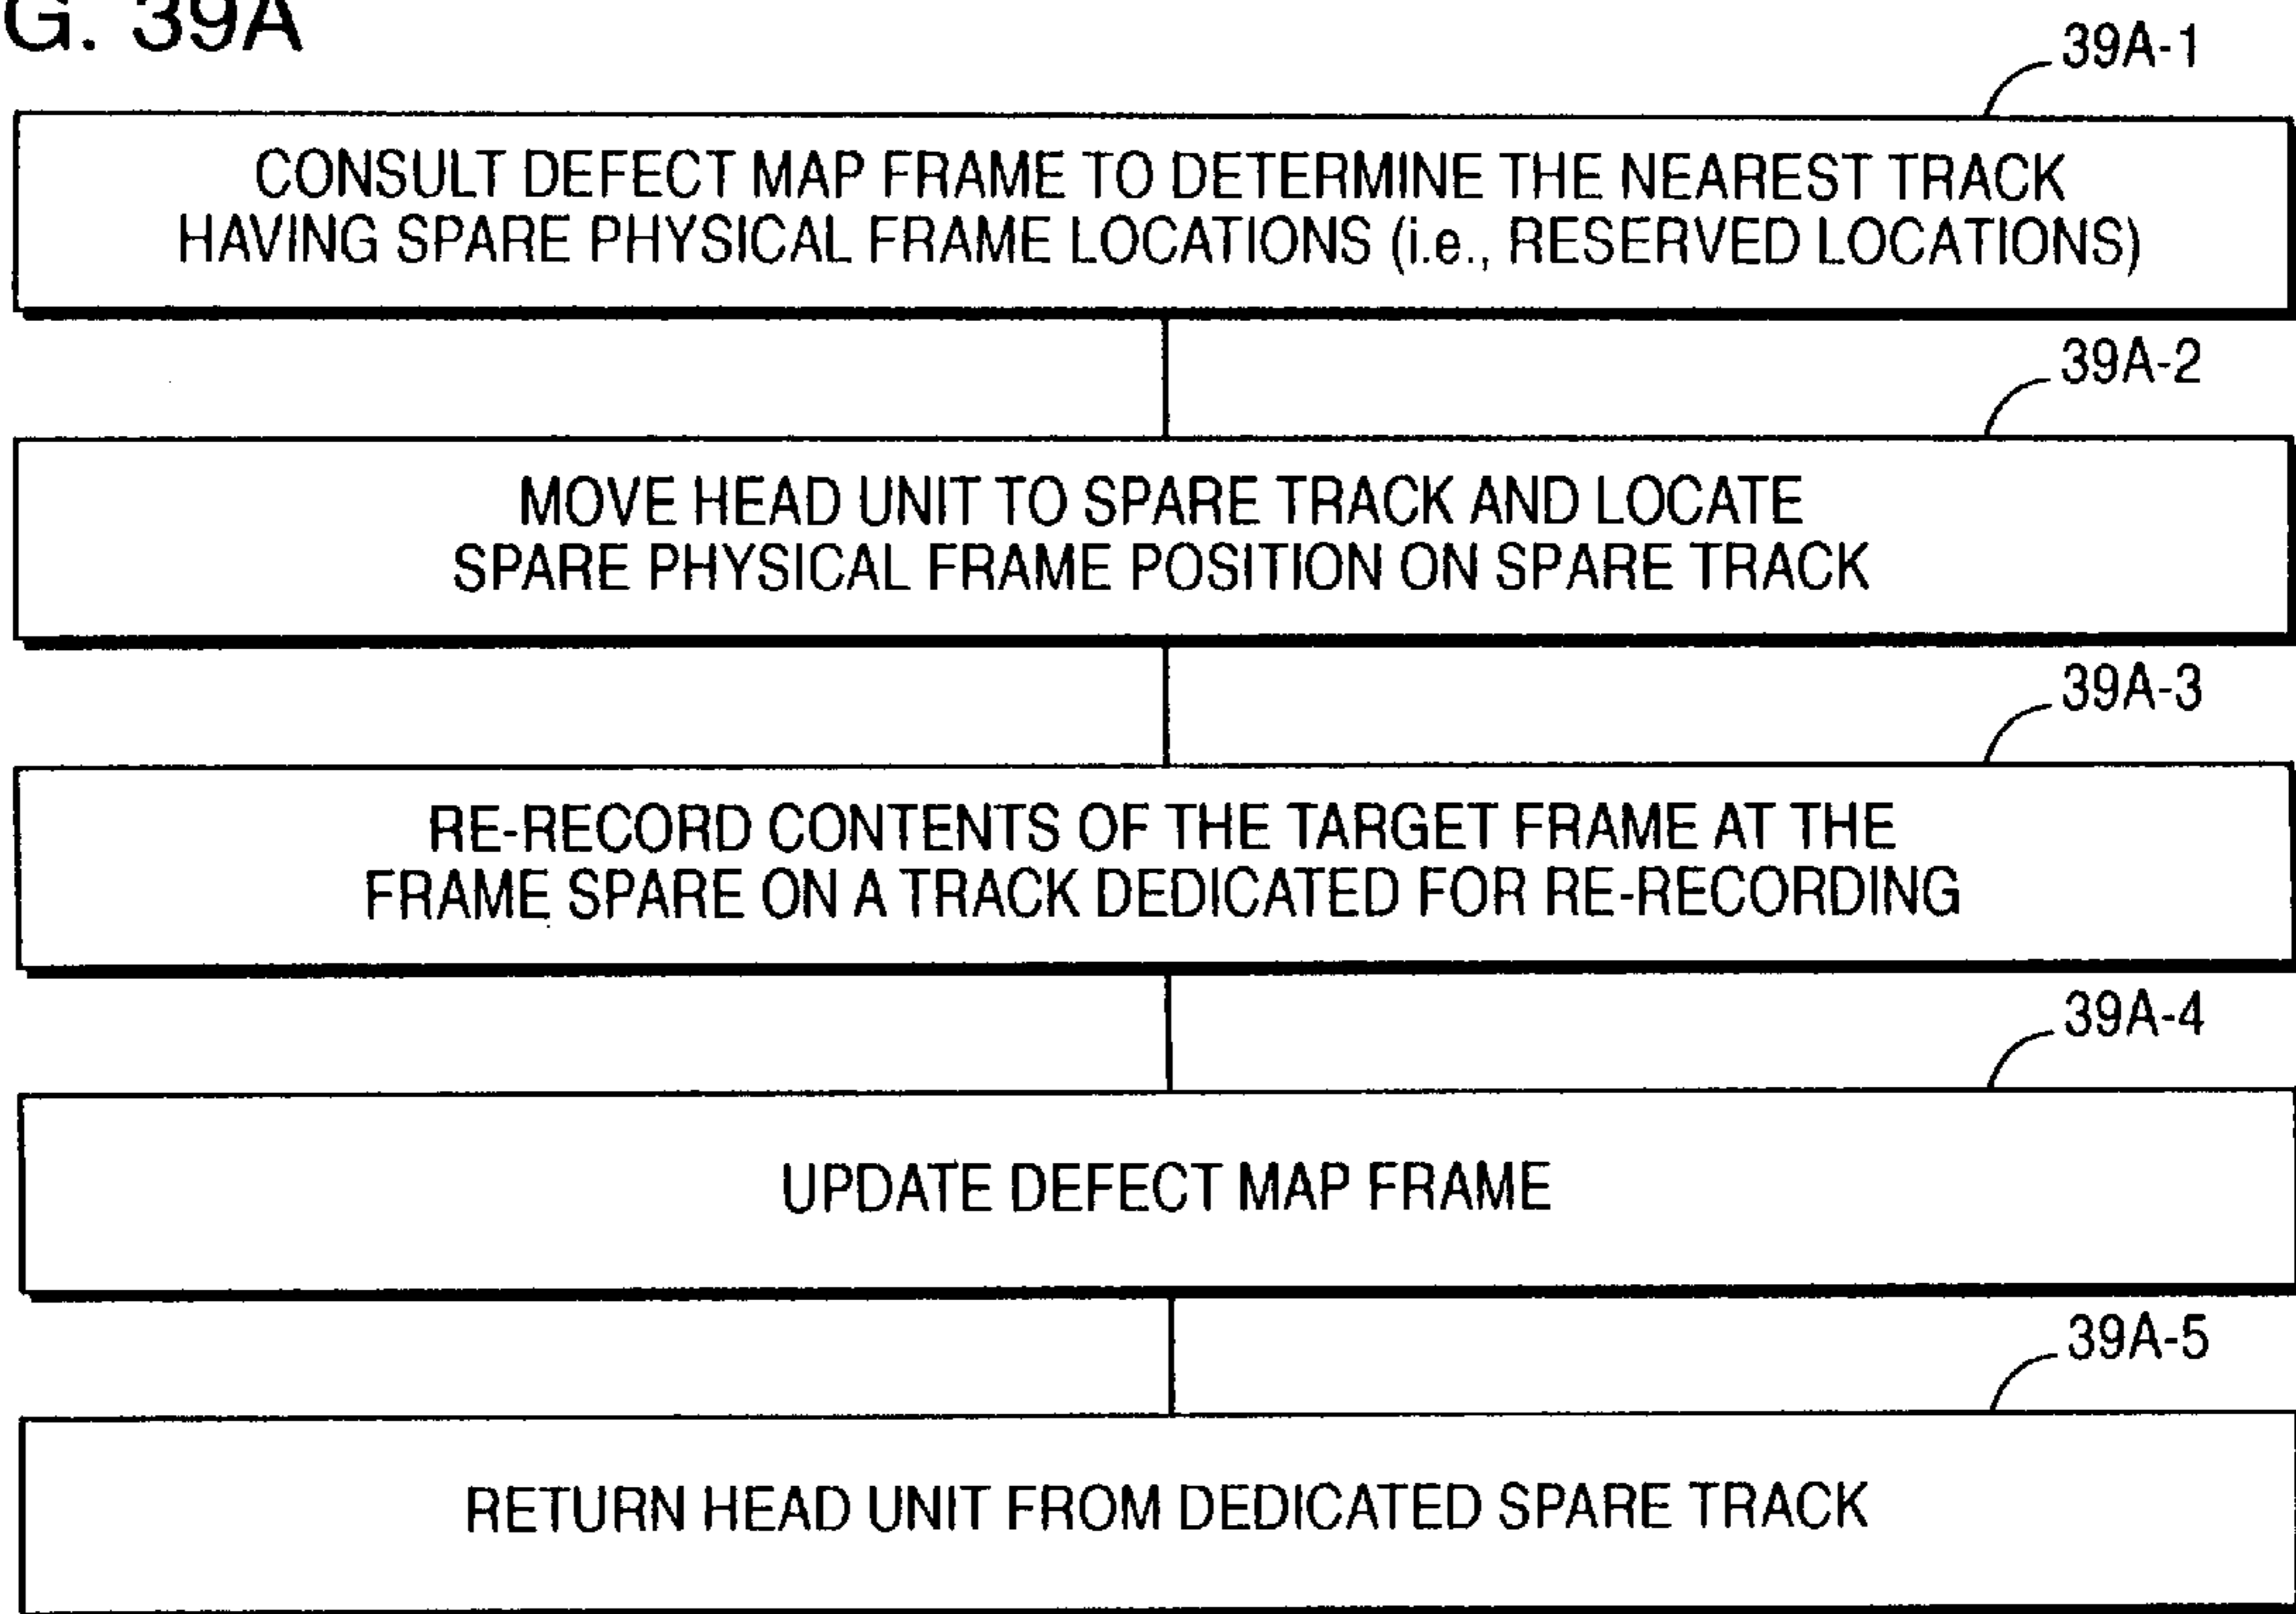 G. 39A
39A-1
CONSULT DEFECT MAP FRAME TO DETERMINE THE NEAREST TRACK
HAVING SPARE PHYSICAL FRAME LOCATIONS (i.e., RESERVED LOCATIONS)
39A-2
MOVE HEAD UNIT TO SPARE TRACK AND LOCATE
SPARE PHYSICAL FRAME POSITION ON SPARE TRACK
39A-3
RE-RECORD CONTENTS OF THE TARGET FRAME AT THE
FRAME SPARE ON A TRACK DEDICATED FOR RE-RECORDING
39A-4
UPDATE DEFECT MAP FRAME
39A-5
RETURN HEAD UNIT FROM DEDICATED SPARE TRACK